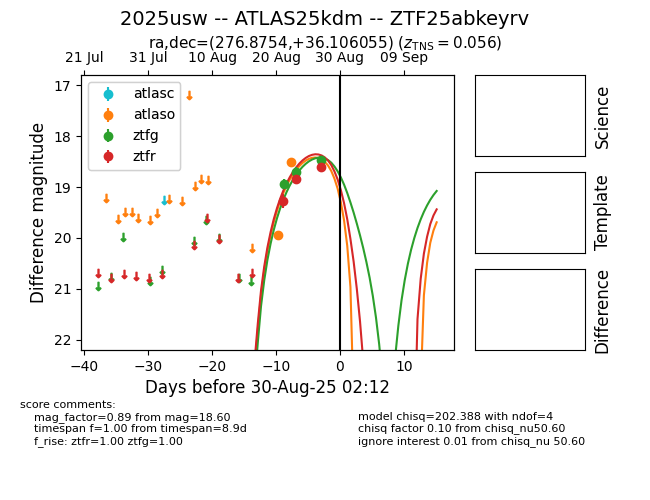 2025usw -- ATLAS25kdm -- ZTF25abkeyrv
ra,dec=(276.8754,+36.106055) (z_TNS = 0.056)
21 Jul 31 Jul 10 Aug 20 Aug 30 Aug 09 Sep
atlasc
atlaso
ztfg
ztfr
17
18
19
20
21
22
Difference magnitude
−40 −30 −20 −10 0 10
Days before 30-Aug-25 02:12
Science
Template
Difference
score comments:
mag_factor=0.89 from mag=18.60
timespan f=1.00 from timespan=8.9d
f_rise: ztfr=1.00 ztfg=1.00
model chisq=202.388 with ndof=4
chisq factor 0.10 from chisq_nu50.60
ignore interest 0.01 from chisq_nu 50.60